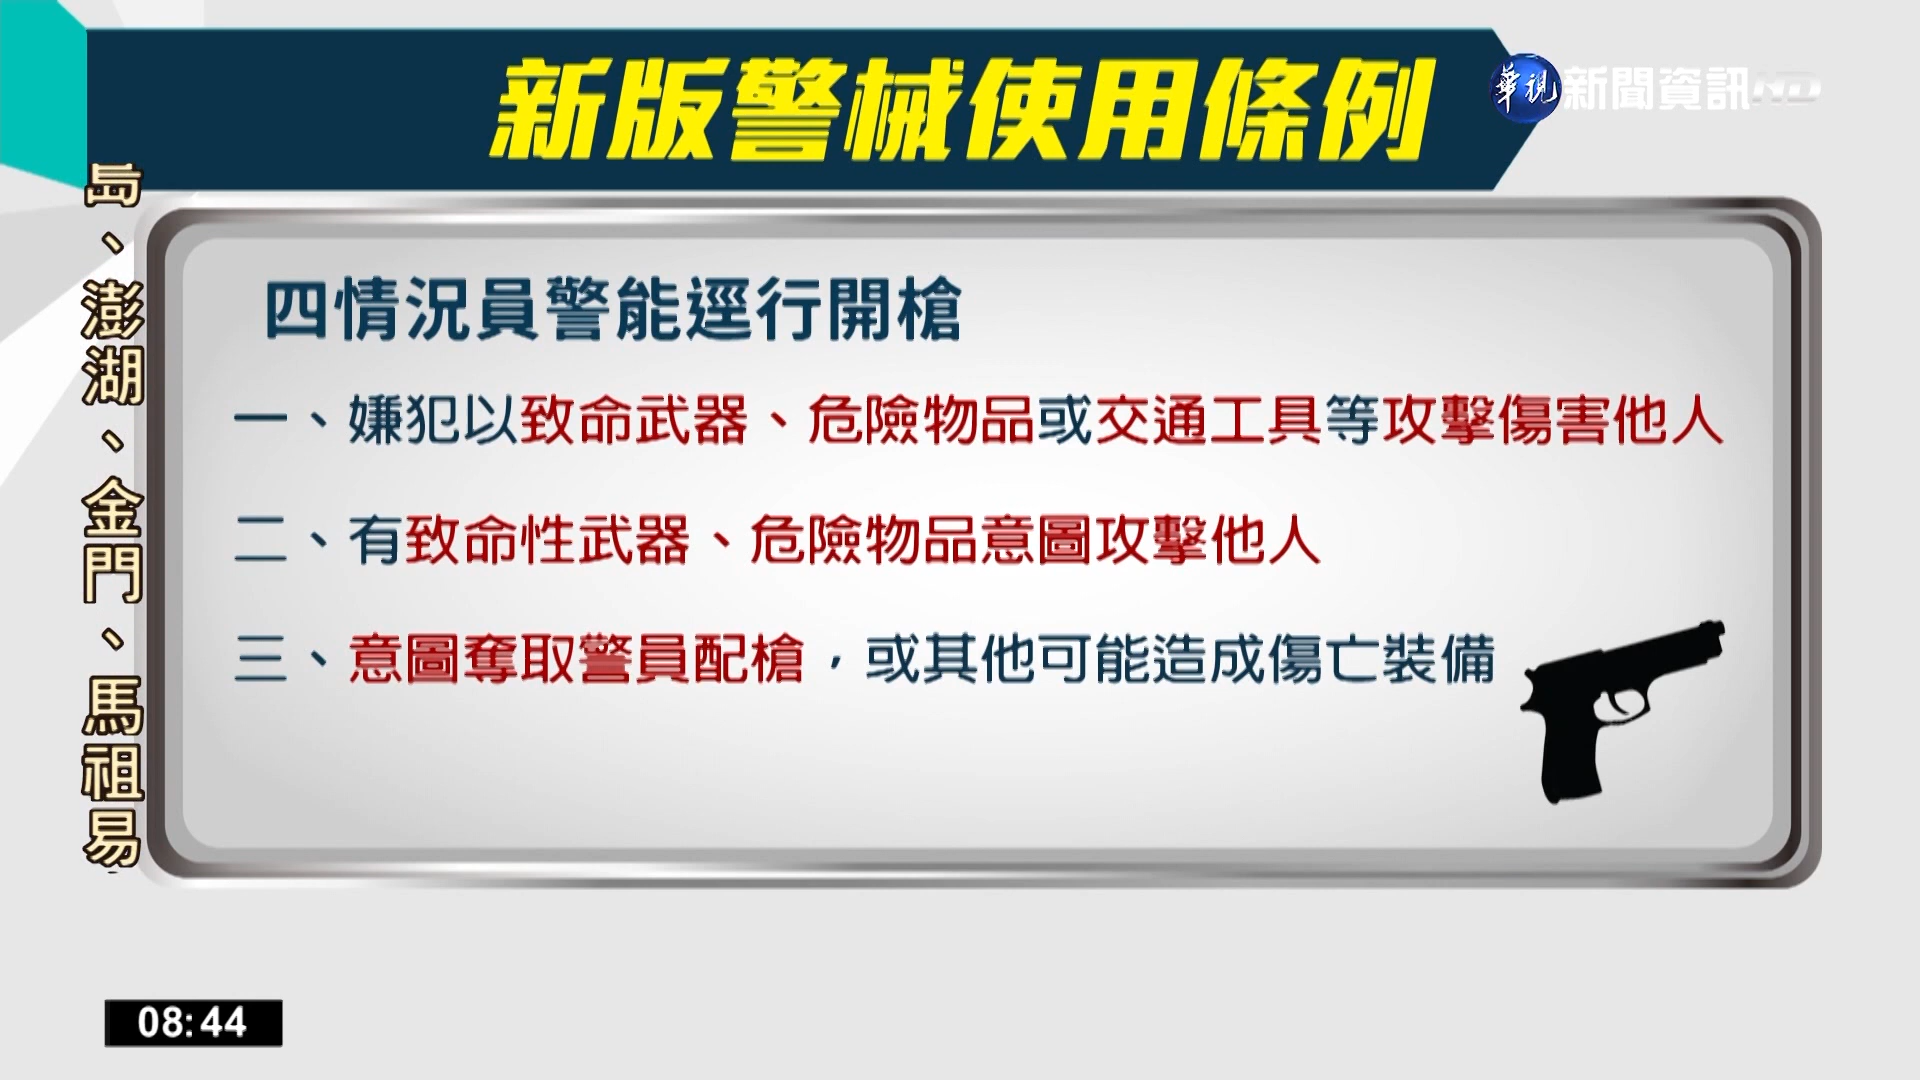 新版警械使用條例
華視新聞資訊HD
四情況員警能逕行開槍
一、嫌犯以致命武器、危險物品或交通工具等攻擊傷害他人
二、有致命性武器、危險物品意圖攻擊他人
三、意圖奪取警員配槍，或其他可能造成傷亡裝備
島、澎湖、金門、馬祖易
08:44